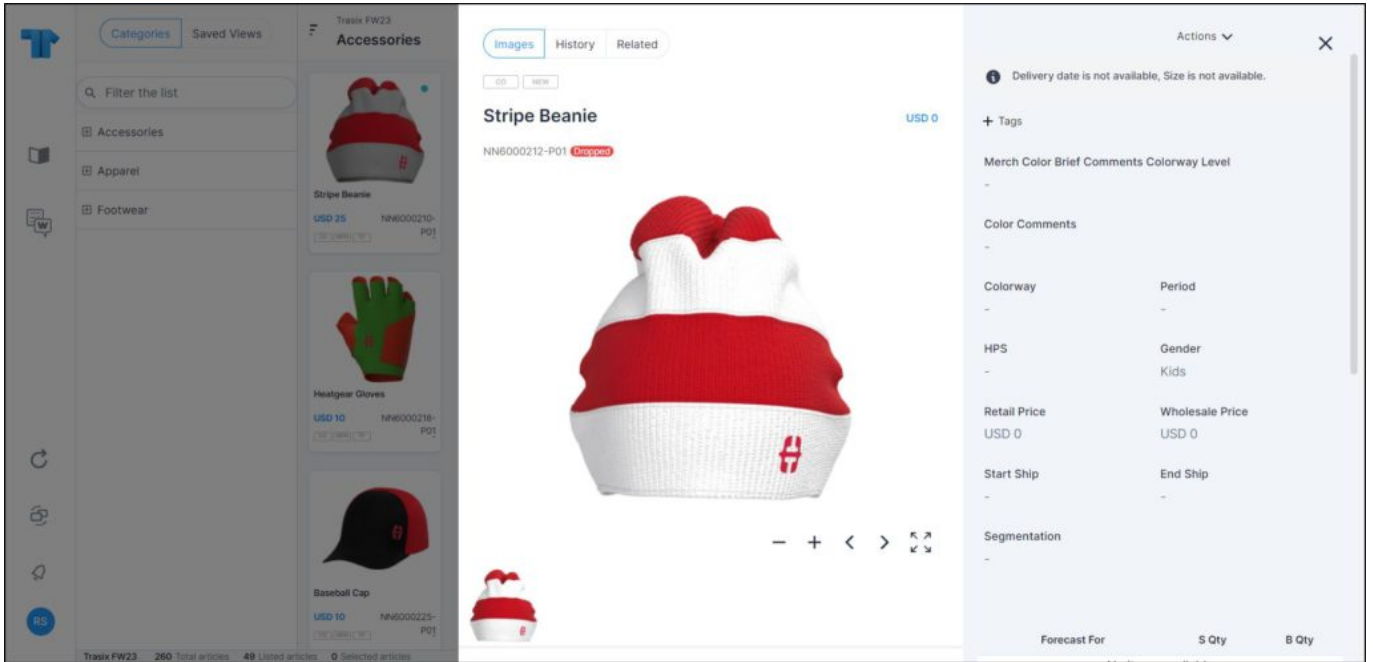 Categories
Saved Views
Filter the list
Accessories
Apparel
Footwear
RS
Trasix FW23
Accessories
Stripe Beanie
USD 25
NN6000210-
P01
Heatgear Gloves
USD 10
NN6000216-
P01
Baseball Cap
USD 10
NN6000225-
P01
Trasix FW23 260 Total articles 49 Listed articles 0 Selected articles
Images
History
Related
CO NEW
Stripe Beanie
USD 0
NN6000212-P01 Dropped
Actions
Delivery date is not available, Size is not available.
+ Tags
Merch Color Brief Comments Colorway Level
-
Color Comments
-
Colorway
Period
-
-
HPS
Gender
-
Kids
Retail Price
Wholesale Price
USD 0
USD 0
Start Ship
End Ship
-
-
Segmentation
-
Forecast For
S Qty
B Qty